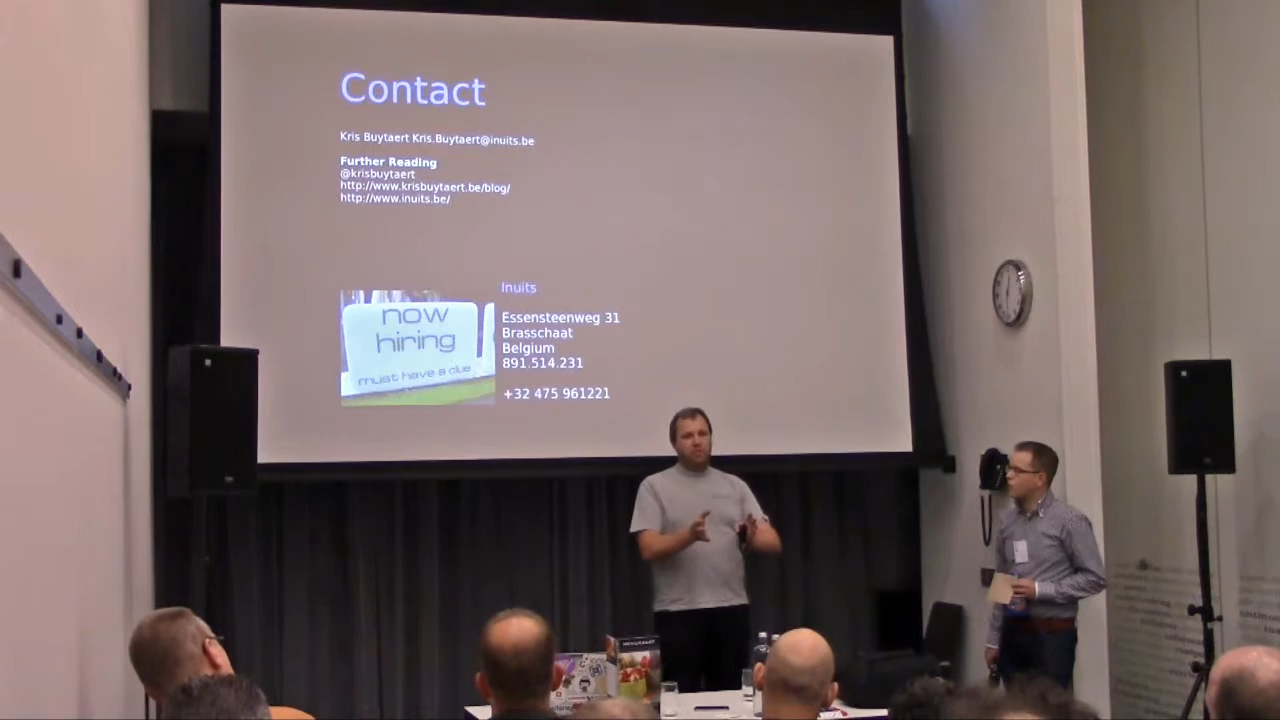 Contact
Kris Buytaert Kris.Buytaert@inuits.be
Further Reading
@krisbuytaert
http://www.krisbuytaert.be/blog/
http://www.inuits.be/
now
hiring
must have a clue
Inuits
Essensteenweg 31
Brasschaat
Belgium
891.514.231
+32 475 961221